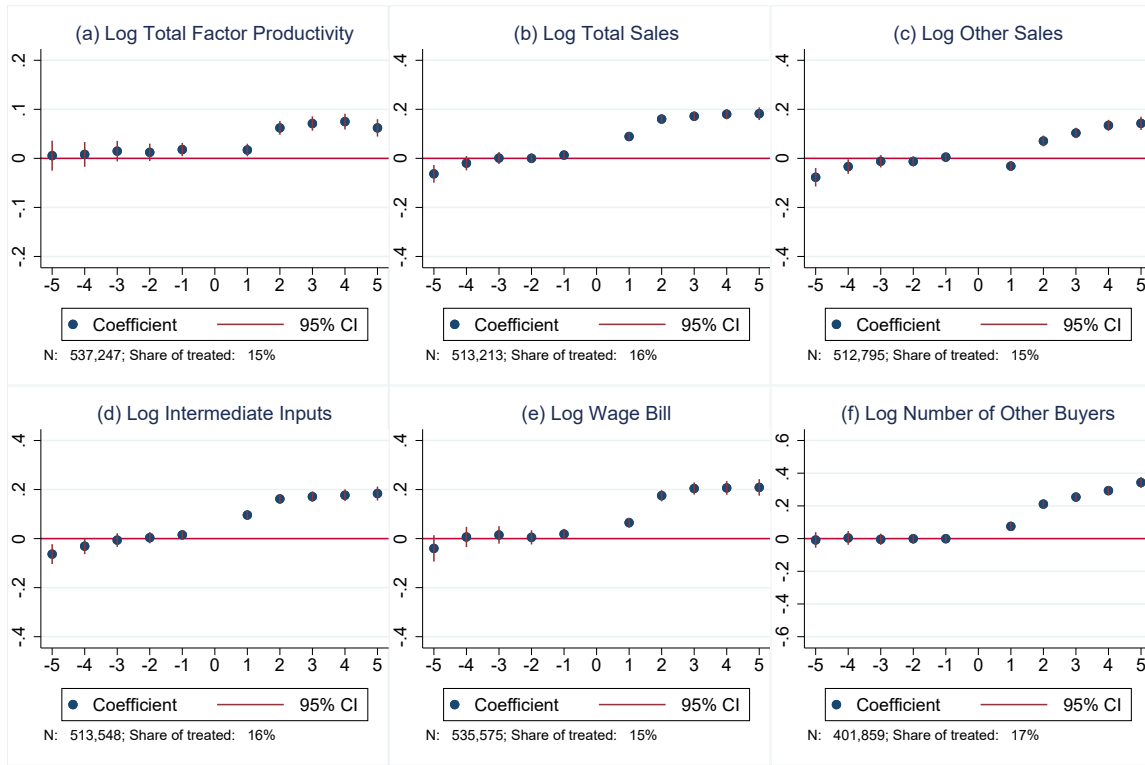 (a) Log Total Factor Productivity
.2
.1
0
-.1
-.2
-5 -4 -3 -2 -1 0 1 2 3 4 5
Coefficient 95% CI
N: 537,247; Share of treated: 15%
(b) Log Total Sales
.4
.2
0
-.2
-.4
-5 -4 -3 -2 -1 0 1 2 3 4 5
Coefficient 95% CI
N: 513,213; Share of treated: 16%
(c) Log Other Sales
.4
.2
0
-.2
-.4
-5 -4 -3 -2 -1 0 1 2 3 4 5
Coefficient 95% CI
N: 512,795; Share of treated: 15%
(d) Log Intermediate Inputs
.4
.2
0
-.2
-.4
-5 -4 -3 -2 -1 0 1 2 3 4 5
Coefficient 95% CI
N: 513,548; Share of treated: 16%
(e) Log Wage Bill
.4
.2
0
-.2
-.4
-5 -4 -3 -2 -1 0 1 2 3 4 5
Coefficient 95% CI
N: 535,575; Share of treated: 15%
(f) Log Number of Other Buyers
.6
.4
.2
0
-.2
-.4
-.6
-5 -4 -3 -2 -1 0 1 2 3 4 5
Coefficient 95% CI
N: 401,859; Share of treated: 17%